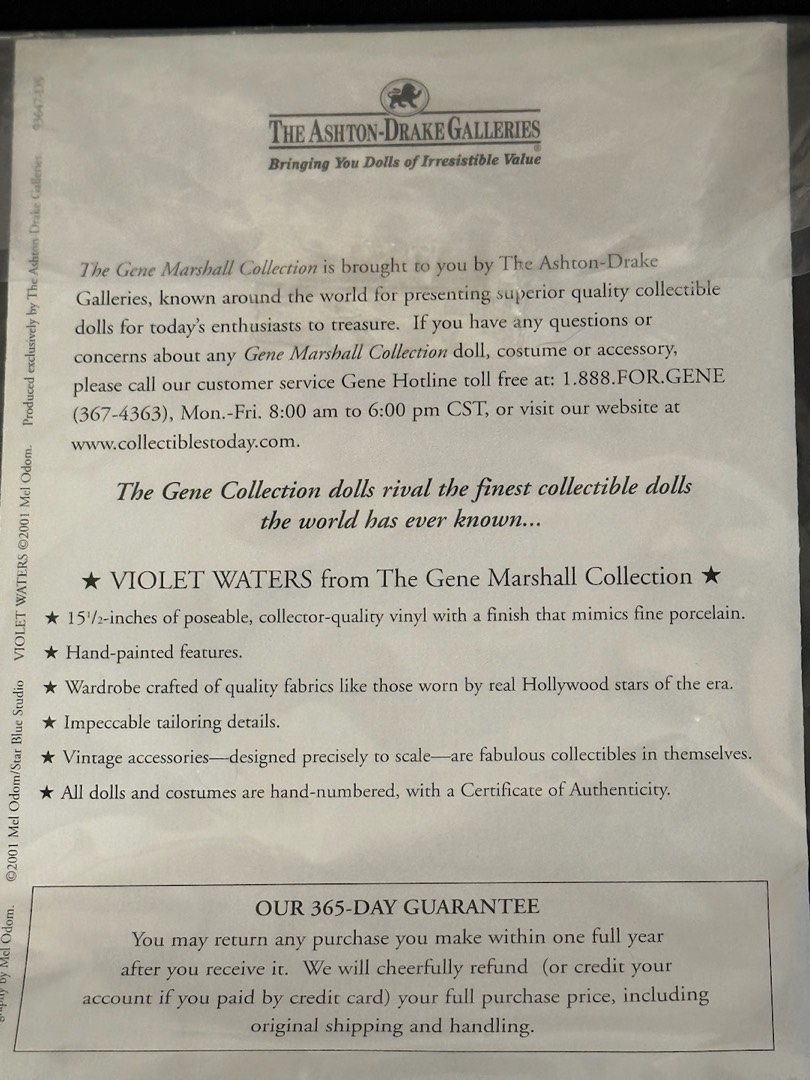 THE ASHTON-DRAKE GALLERIES
Bringing You Dolls of Irresistible Value
The Gene Marshall Collection is brought to you by The Ashton-Drake
Galleries, known around the world for presenting superior quality collectible
dolls for today's enthusiasts to treasure. If you have any questions or
concerns about any Gene Marshall Collection doll, costume or accessory,
please call our customer service Gene Hotline toll free at: 1.888.FOR.GENE
(367-4363), Mon.-Fri. 8:00 am to 6:00 pm CST, or visit our website at
www.collectiblestoday.com.
The Gene Collection dolls rival the finest collectible dolls
the world has ever known...
★ VIOLET WATERS from The Gene Marshall Collection ★
★ 15 1/2-inches of poseable, collector-quality vinyl with a finish that mimics fine porcelain.
★ Hand-painted features.
★ Wardrobe crafted of quality fabrics like those worn by real Hollywood stars of the era.
★ Impeccable tailoring details.
★ Vintage accessories—designed precisely to scale—are fabulous collectibles in themselves.
★ All dolls and costumes are hand-numbered, with a Certificate of Authenticity.
OUR 365-DAY GUARANTEE
You may return any purchase you make within one full year
after you receive it. We will cheerfully refund (or credit your
account if you paid by credit card) your full purchase price, including
original shipping and handling.
by Mel Odom. ©2001 Mel Odom/Star Blue Studio VIOLET WATERS ©2001 Mel Odom. Produced exclusively by The Ashton-Drake Galleries.